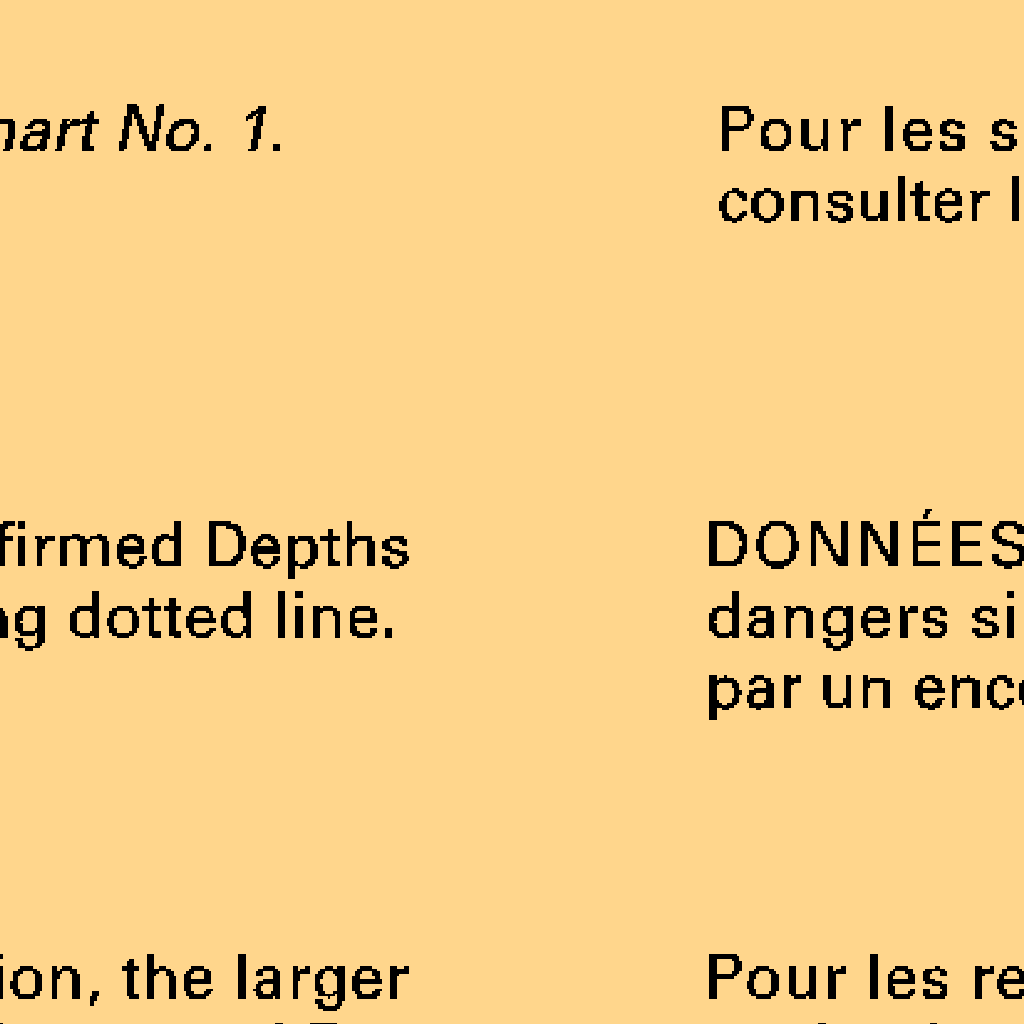 hart No. 1.
firmed Depths
ng dotted line.
ion, the larger
Pour les s
consulter l
DONNÉES
dangers si
par un enc
Pour les re